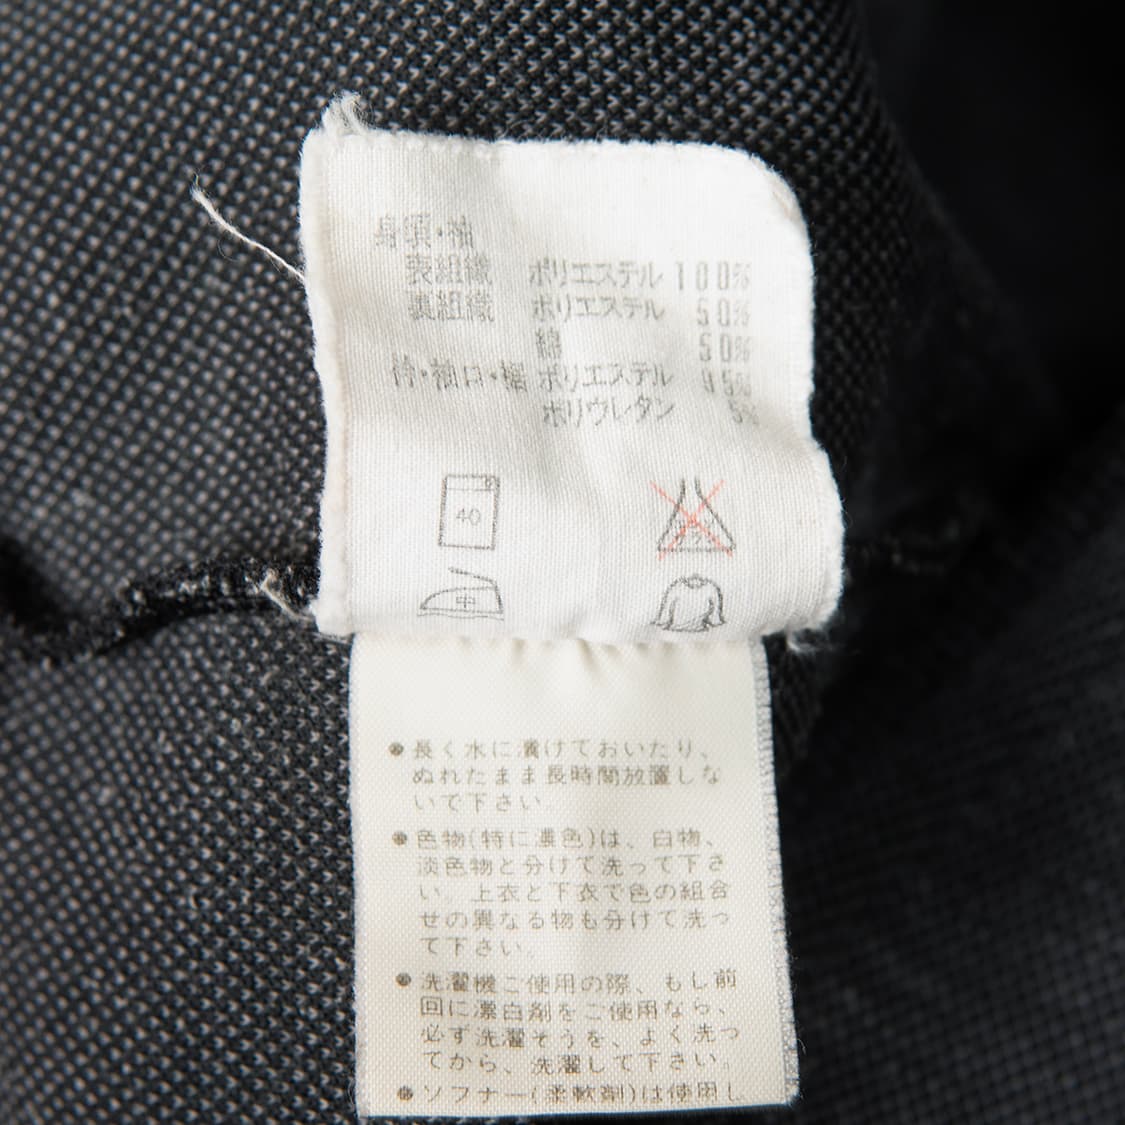 身頃・袖
表組織 ポリエステル 100%
裏組織 ポリエステル 50%
綿 50%
衿・袖口・裾 ポリエステル 95%
ポリウレタン 5%
40
エンソサラシ
中
●長く水に漬けておいたり、
ぬれたまま長時間放置しな
いで下さい。
●色物(特に濃色)は、白物、
淡色物と分けて洗って下さ
い。上衣と下衣で色の組合
せの異なる物も分けて洗っ
て下さい。
●洗濯機ご使用の際、もし前
回に漂白剤をご使用なら、
必ず洗濯そうを、よく洗っ
てから、洗濯して下さい。
●ソフナー(柔軟剤)は使用し